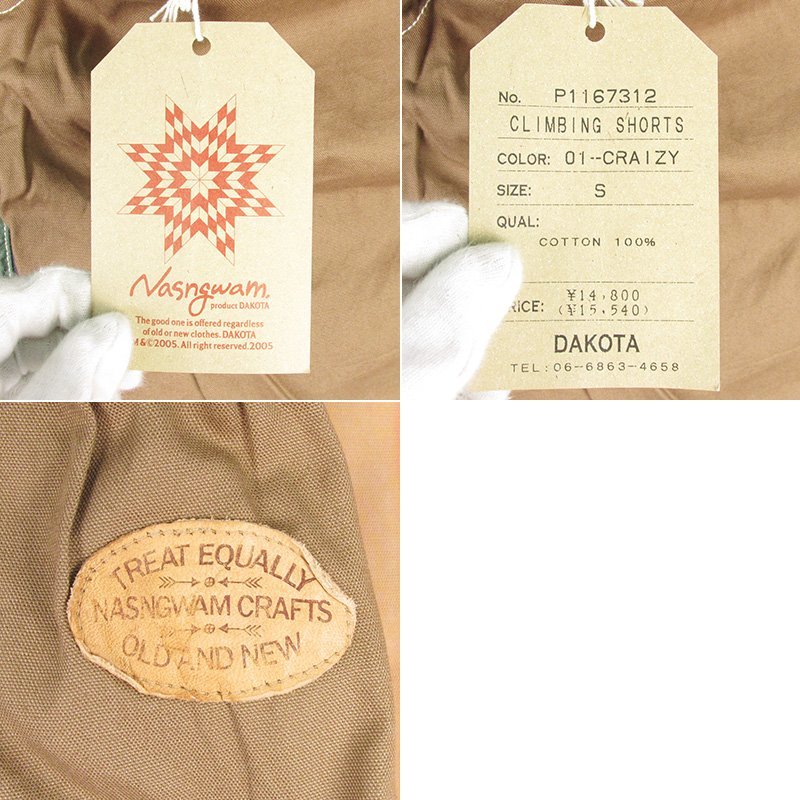 Nasngwam.
product DAKOTA
The good one is offered regardless
of old or new clothes. DAKOTA
M &©2005. All right reserved. 2005
No. P1167312
CLIMBING SHORTS
COLOR: 01--CRAIZY
SIZE: S
QUAL:
COTTON 100%
RICE: ¥14,800
(¥15,540)
DAKOTA
TEL:06-6863-4658
TREAT EQUALLY
NASNGWAM CRAFTS
OLD AND NEW